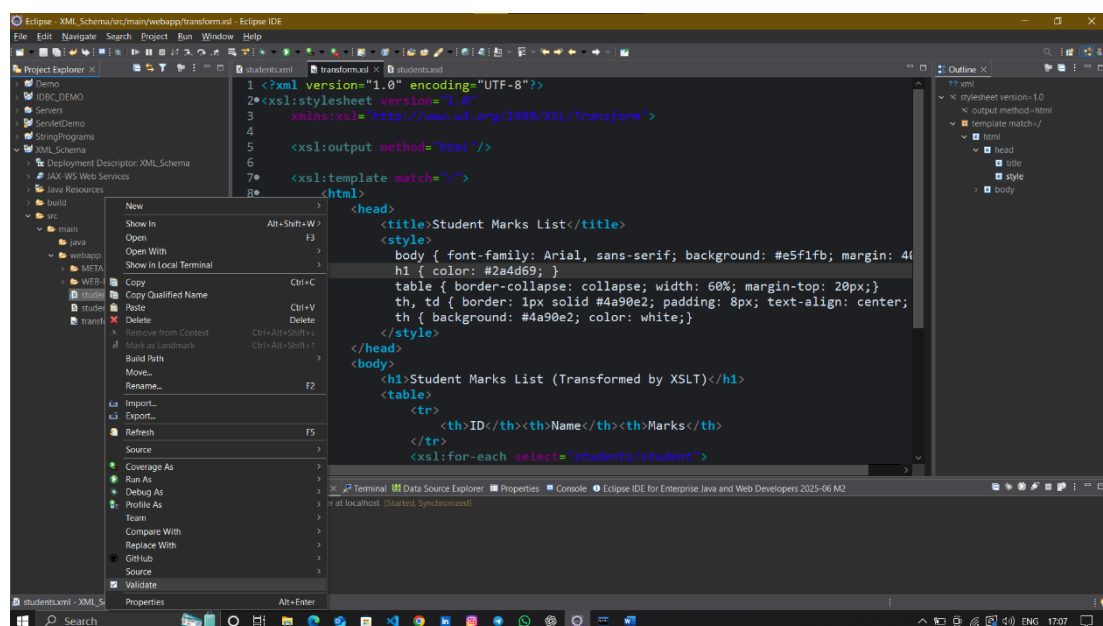 Eclipse - XML_Schema/src/main/webapp/transform.xsl - Eclipse IDE
File Edit Navigate Search Project Run Window Help
Project Explorer
Demo
JDBC_DEMO
Servers
ServletDemo
StringPrograms
XML_Schema
Deployment Descriptor: XML_Schema
JAX-WS Web Services
Java Resources
build
src
main
java
webapp
META
WEB-I
studen
studen
transfo
New
Show In Alt+Shift+W >
Open F3
Open With
Show in Local Terminal
Copy Ctrl+C
Copy Qualified Name
Paste Ctrl+V
Delete Delete
Remove from Context Ctrl+Alt+Shift+↓
Mark as Landmark Ctrl+Alt+Shift+↑
Build Path
Move...
Rename... F2
Import...
Export...
Refresh F5
Source
Coverage As
Run As
Debug As
Profile As
Team
Compare With
Replace With
GitHub
Source
Validate
Properties Alt+Enter
students.xml transform.xsl students.xsd
1 <?xml version="1.0" encoding="UTF-8"?>
2 <xsl:stylesheet version="1.0"
3 xmlns:xsl="http://www.w3.org/1999/XSL/Transform">
4
5 <xsl:output method="html"/>
6
7 <xsl:template match="/">
8 <html>
<head>
<title>Student Marks List</title>
<style>
body { font-family: Arial, sans-serif; background: #e5f1fb; margin: 40
h1 { color: #2a4d69; }
table { border-collapse: collapse; width: 60%; margin-top: 20px;}
th, td { border: 1px solid #4a90e2; padding: 8px; text-align: center;
th { background: #4a90e2; color: white;}
</style>
</head>
<body>
<h1>Student Marks List (Transformed by XSLT)</h1>
<table>
<tr>
<th>ID</th><th>Name</th><th>Marks</th>
</tr>
<xsl:for-each select="students/student">
Outline
?? xml
stylesheet version=1.0
output method=html
template match=/
html
head
title
style
body
Terminal Data Source Explorer Properties Console Eclipse IDE for Enterprise Java and Web Developers 2025-06 M2
er at localhost [Started, Synchronized]
students.xml - XML_S
Search
ENG 17:07